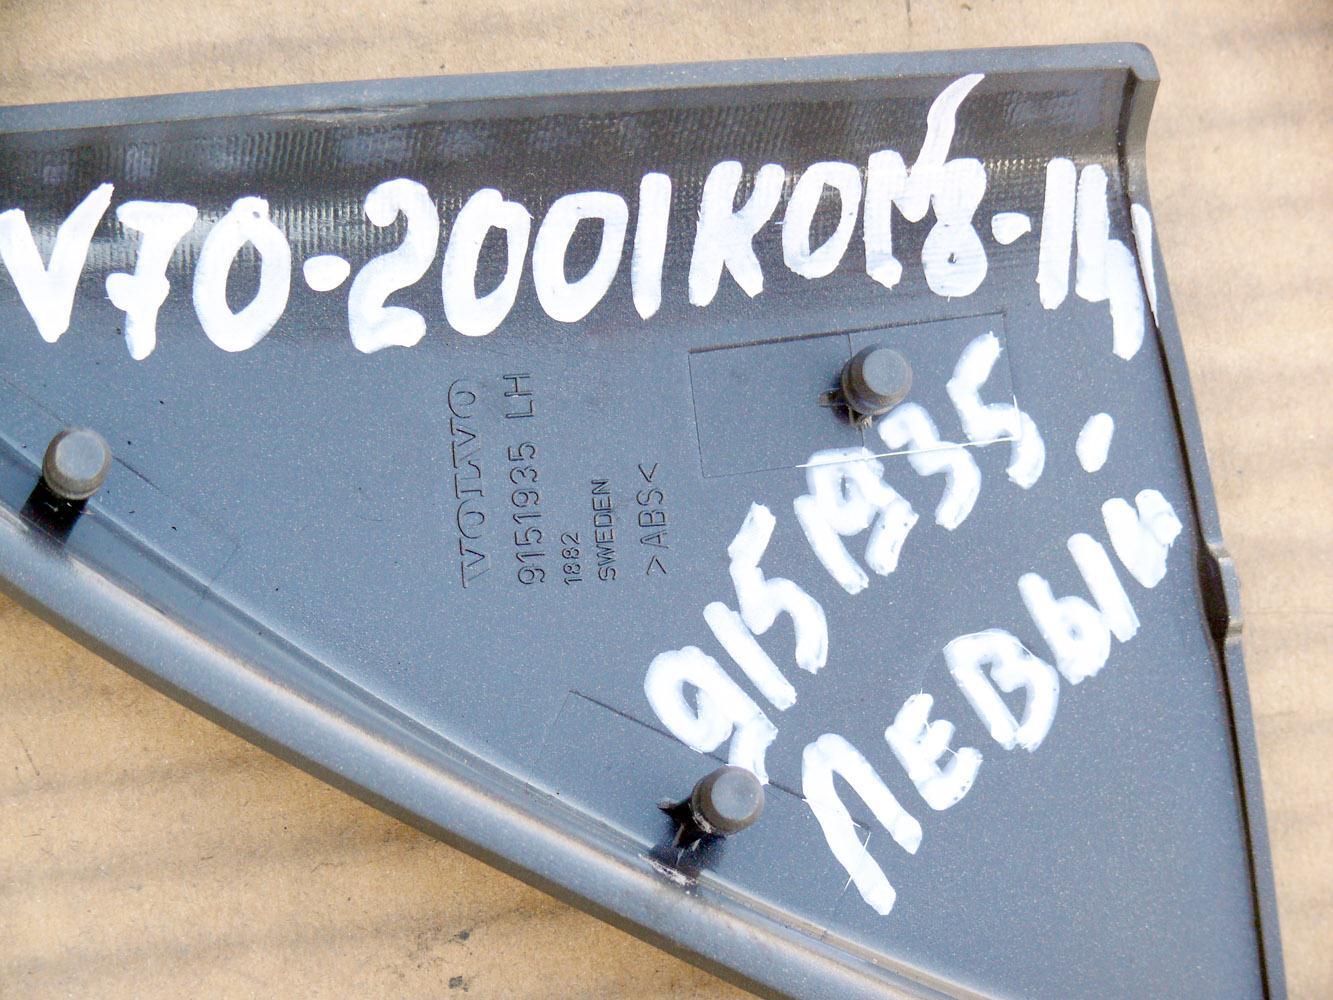 V70-2001КОМБ-14
VOLVO
9151935 LH
1882
SWEDEN
>ABS<
9151935
ЛЕВЫЙ